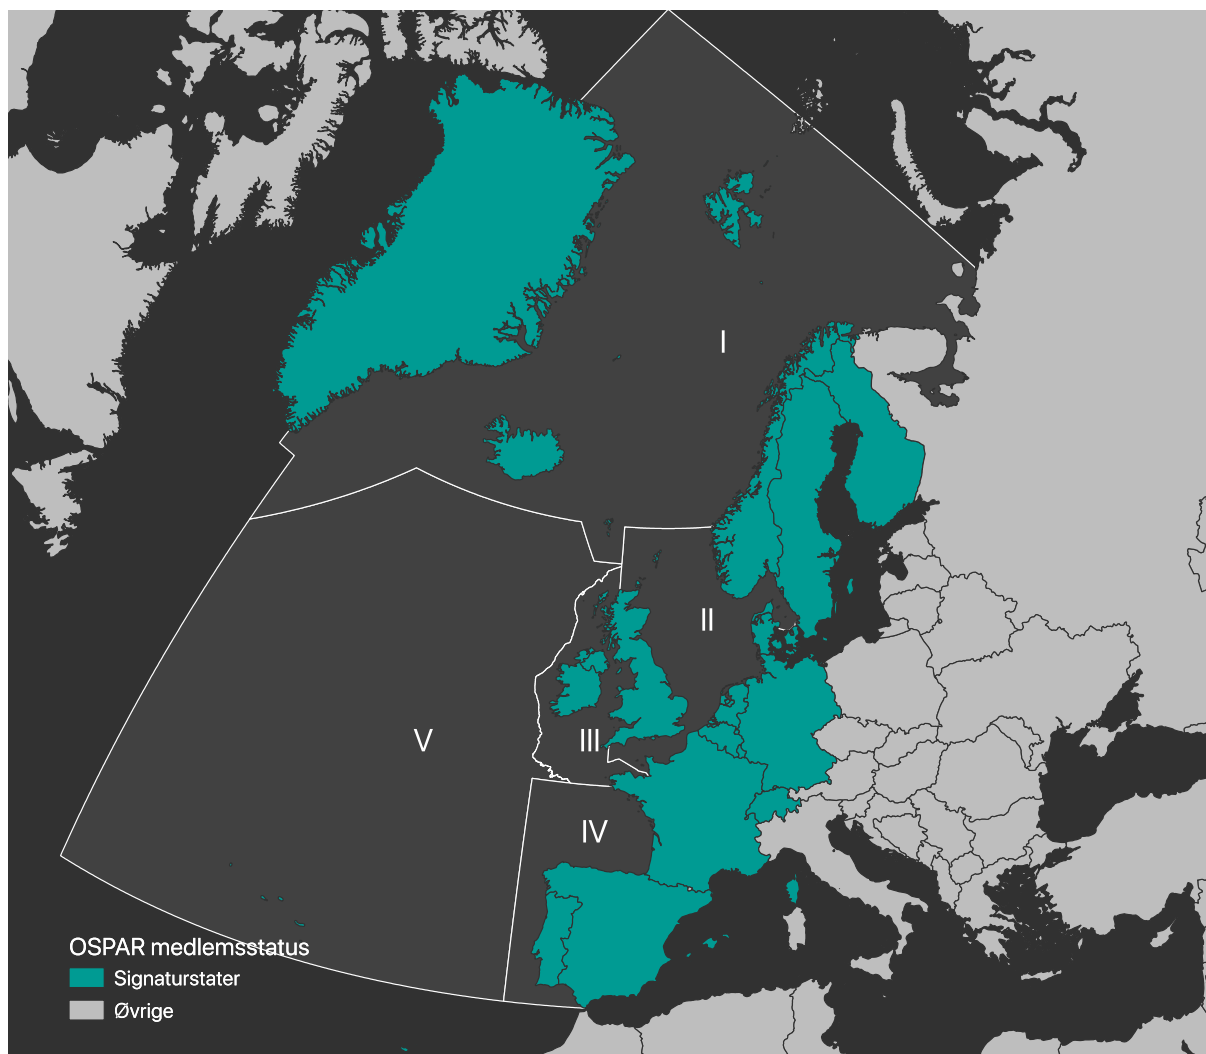 I
II
V
III
IV
OSPAR medlemsstatus
Signaturstater
Øvrige